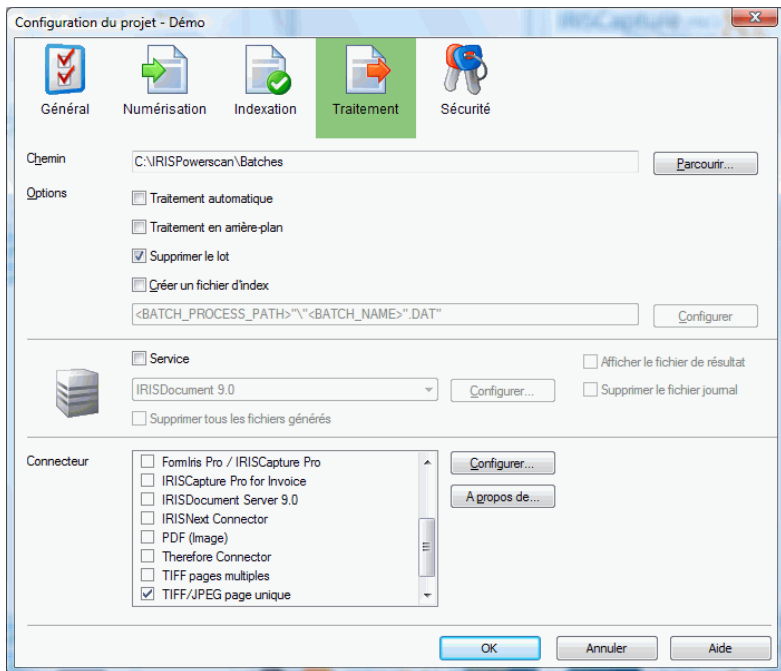 Configuration du projet - Démo
Général Numérisation Indexation Traitement Sécurité
Chemin C:\IRISPowerscan\Batches Parcourir...
Options Traitement automatique
Traitement en arrière-plan
Supprimer le lot
Créer un fichier d'index
<BATCH_PROCESS_PATH>"\"<BATCH_NAME>".DAT" Configurer
Service Afficher le fichier de résultat
IRISDocument 9.0 Configurer... Supprimer le fichier journal
Supprimer tous les fichiers générés
Connecteur FormIris Pro / IRISCapture Pro Configurer...
IRISCapture Pro for Invoice
IRISDocument Server 9.0 A propos de...
IRISNext Connector
PDF (Image)
Therefore Connector
TIFF pages multiples
TIFF/JPEG page unique
OK Annuler Aide